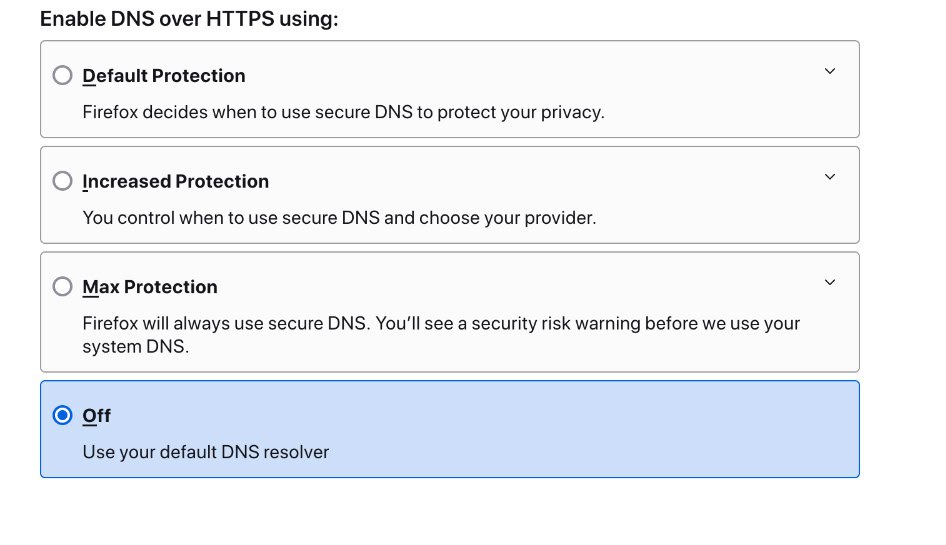 Enable DNS over HTTPS using:
Default Protection
Firefox decides when to use secure DNS to protect your privacy.
Increased Protection
You control when to use secure DNS and choose your provider.
Max Protection
Firefox will always use secure DNS. You’ll see a security risk warning before we use your
system DNS.
Off
Use your default DNS resolver